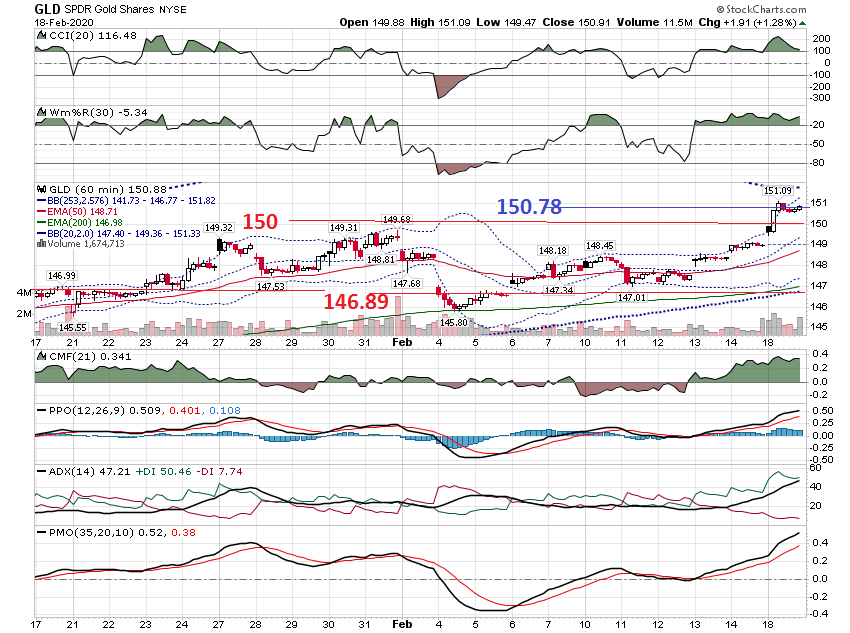 GLD SPDR Gold Shares NYSE © StockCharts.com
18-Feb-2020 Open 149.88 High 151.09 Low 149.47 Close 150.91 Volume 11.5M Chg +1.91 (+1.28%)
CCI(20) 116.48
200
100
0
-100
-200
-300
Wm%R(30) -5.34
-20
-50
-80
GLD (60 min) 150.88
BB(253,2.576) 141.73 - 146.77 - 151.82
EMA(50) 148.71
EMA(200) 146.98
BB(20,2.0) 147.40 - 149.36 - 151.33
Volume 1,674,713
151.09
150.78
150
149.32
149.31
149.68
148.81
148.18
148.45
146.99
147.53
147.68
147.34
147.01
146.89
145.55
145.80
151
150
149
148
147
146
145
4M
2M
17 21 22 23 24 27 28 29 30 31 Feb 4 5 6 7 10 11 12 13 14 18
CMF(21) 0.341
0.4
0.2
0.0
-0.2
PPO(12,26,9) 0.509, 0.401, 0.108
0.50
0.25
0.00
-0.25
-0.50
ADX(14) 47.21 +DI 50.46 -DI 7.74
60
40
20
PMO(35,20,10) 0.52, 0.38
0.4
0.2
0.0
-0.2
-0.4
17 21 22 23 24 27 28 29 30 31 Feb 4 5 6 7 10 11 12 13 14 18